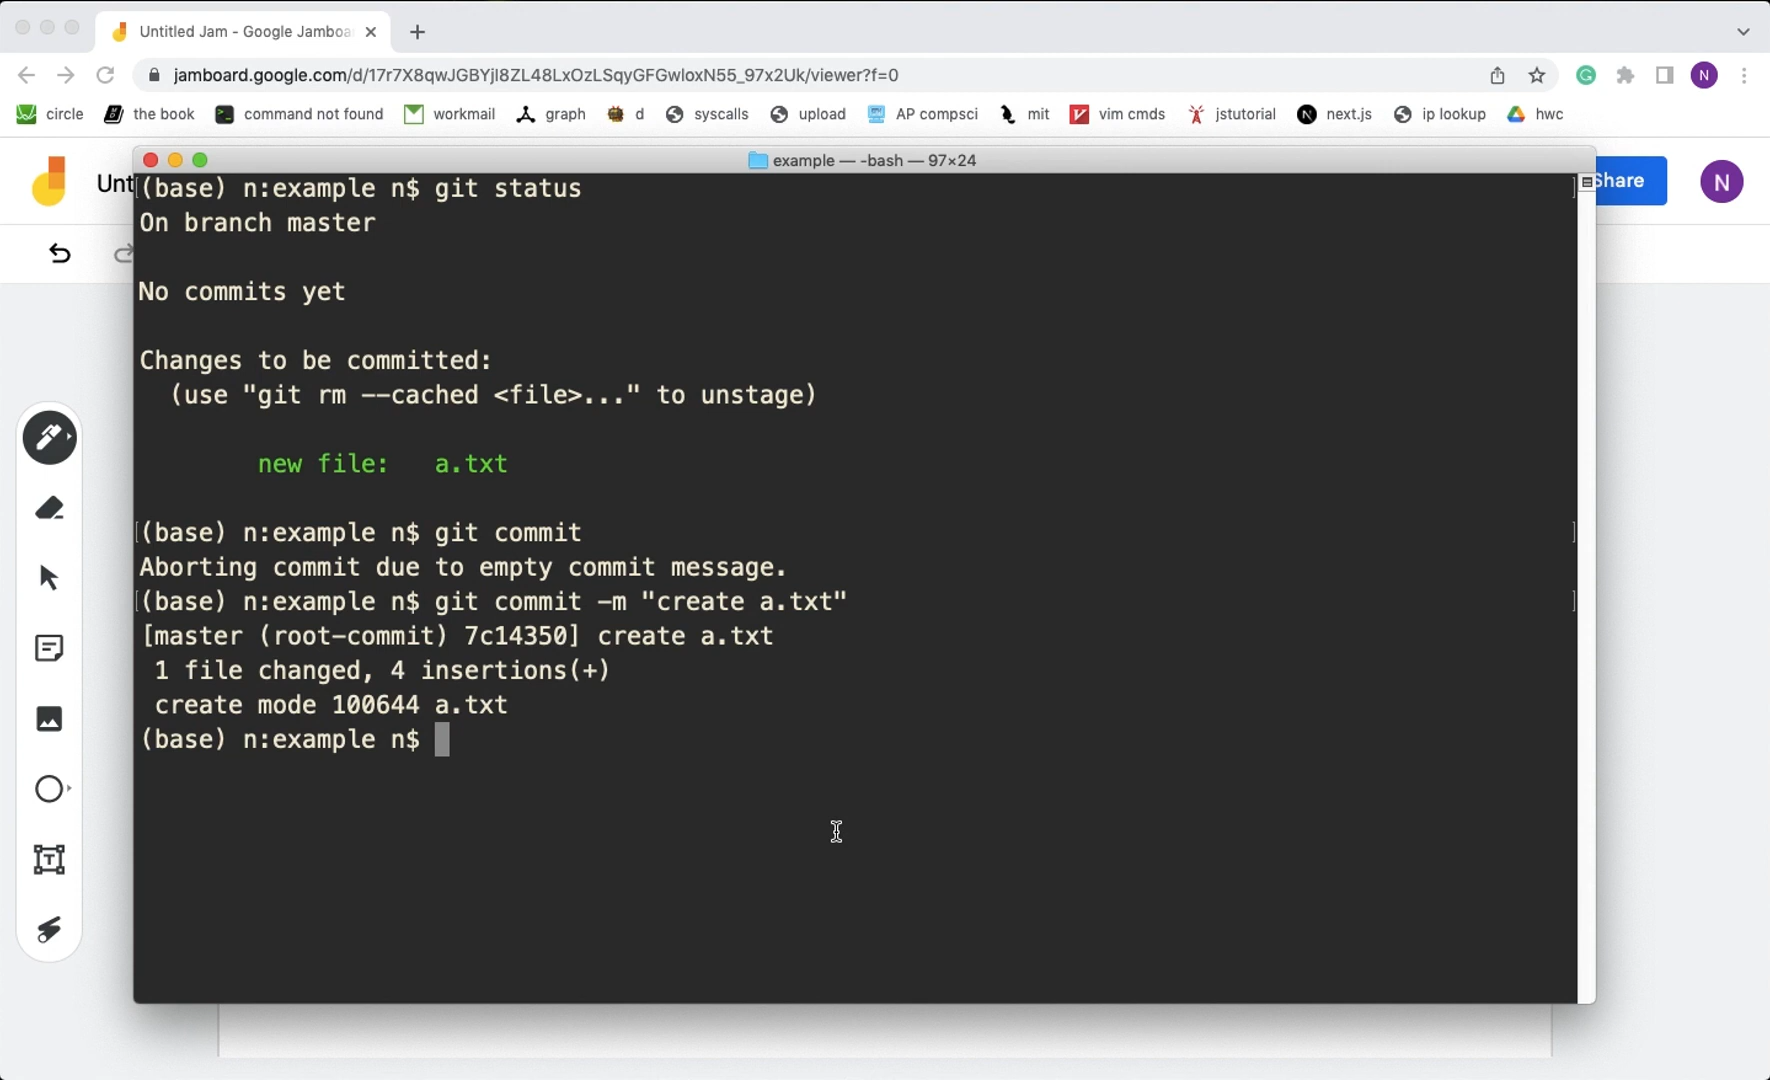 Untitled Jam - Google Jamboa
jamboard.google.com/d/17r7X8qwJGBYjl8ZL48LxOzLSqyGFGwloxN55_97x2Uk/viewer?f=0
G
N
circle the book command not found workmail graph d syscalls upload AP compsci mit vim cmds jstutorial next.js ip lookup hwc
example — -bash — 97×24
Unt
Share
N
(base) n:example n$ git status
On branch master
No commits yet
Changes to be committed:
(use "git rm --cached <file>..." to unstage)
new file: a.txt
(base) n:example n$ git commit
Aborting commit due to empty commit message.
(base) n:example n$ git commit -m "create a.txt"
[master (root-commit) 7c14350] create a.txt
1 file changed, 4 insertions(+)
create mode 100644 a.txt
(base) n:example n$